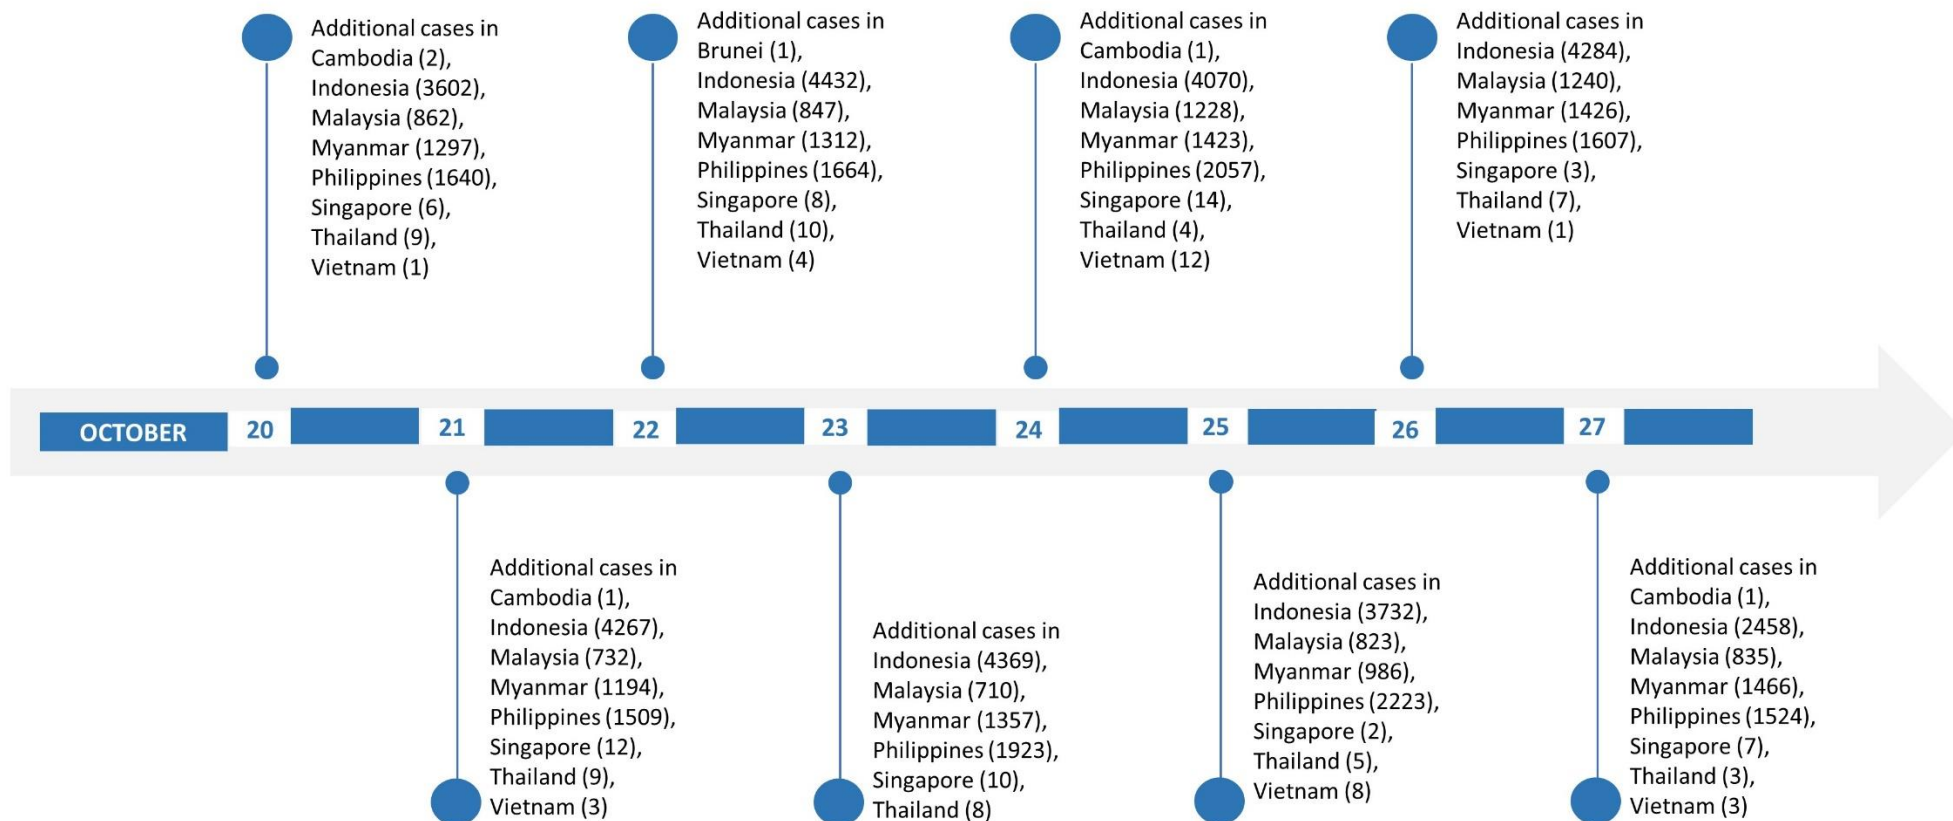 Additional cases in
Cambodia (2),
Indonesia (3602),
Malaysia (862),
Myanmar (1297),
Philippines (1640),
Singapore (6),
Thailand (9),
Vietnam (1)
Additional cases in
Brunei (1),
Indonesia (4432),
Malaysia (847),
Myanmar (1312),
Philippines (1664),
Singapore (8),
Thailand (10),
Vietnam (4)
Additional cases in
Cambodia (1),
Indonesia (4070),
Malaysia (1228),
Myanmar (1423),
Philippines (2057),
Singapore (14),
Thailand (4),
Vietnam (12)
Additional cases in
Indonesia (4284),
Malaysia (1240),
Myanmar (1426),
Philippines (1607),
Singapore (3),
Thailand (7),
Vietnam (1)
OCTOBER 20 21 22 23 24 25 26 27
Additional cases in
Cambodia (1),
Indonesia (4267),
Malaysia (732),
Myanmar (1194),
Philippines (1509),
Singapore (12),
Thailand (9),
Vietnam (3)
Additional cases in
Indonesia (4369),
Malaysia (710),
Myanmar (1357),
Philippines (1923),
Singapore (10),
Thailand (8)
Additional cases in
Indonesia (3732),
Malaysia (823),
Myanmar (986),
Philippines (2223),
Singapore (2),
Thailand (5),
Vietnam (8)
Additional cases in
Cambodia (1),
Indonesia (2458),
Malaysia (835),
Myanmar (1466),
Philippines (1524),
Singapore (7),
Thailand (3),
Vietnam (3)